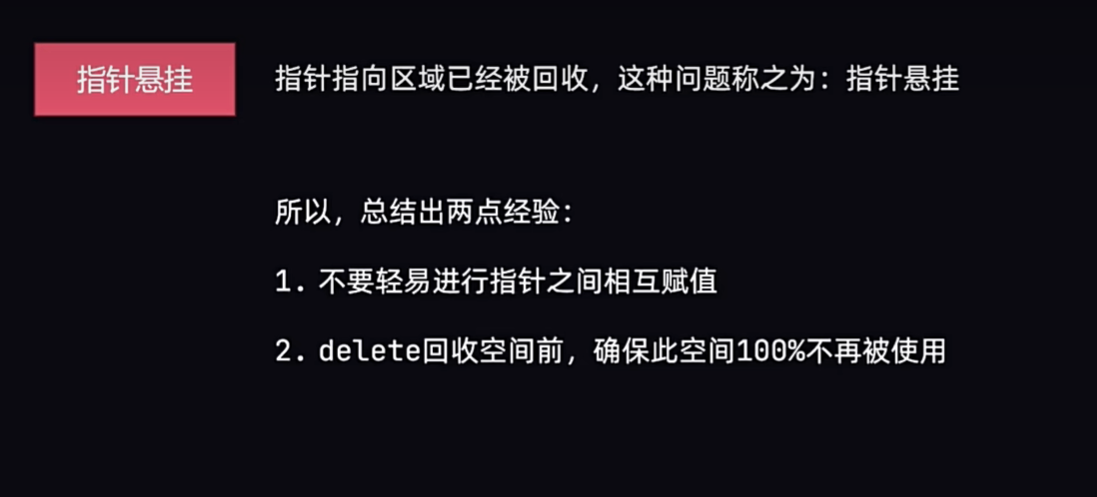 指针悬挂
指针指向区域已经被回收，这种问题称之为：指针悬挂
所以，总结出两点经验：
1. 不要轻易进行指针之间相互赋值
2. delete回收空间前，确保此空间100%不再被使用